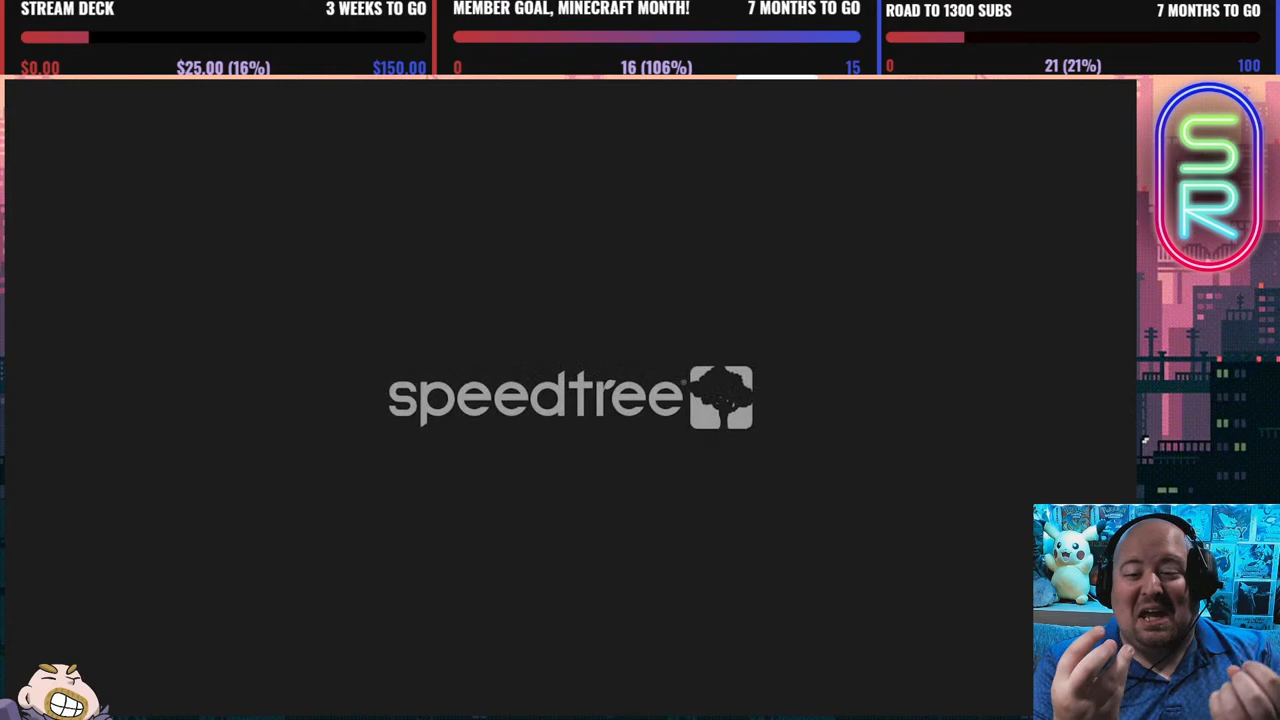 STREAM DECK 3 WEEKS TO GO
$0.00 $25.00 (16%) $150.00
MEMBER GOAL, MINECRAFT MONTH! 7 MONTHS TO GO
0 16 (106%) 15
ROAD TO 1300 SUBS 7 MONTHS TO GO
0 21 (21%) 100
SR
speedtree